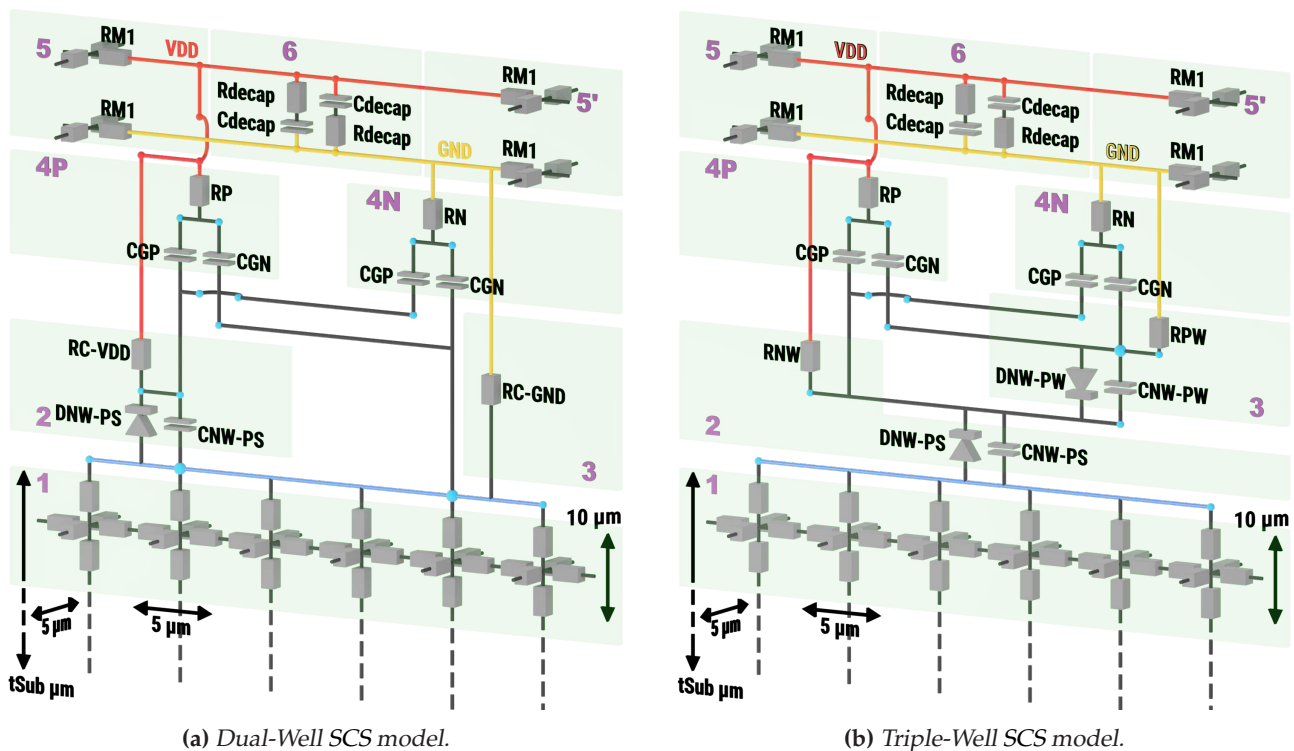 5
RM1
VDD
6
RM1
5'
Rdecap
Cdecap
Cdecap
Rdecap
RM1
GND
RM1
4P
RP
4N
RN
CGP
CGN
CGP
CGN
RC-VDD
RC-GND
DNW-PS
2
CNW-PS
1
3
10 µm
5 µm
5 µm
tSub µm
(a) Dual-Well SCS model.
5
RM1
VDD
6
RM1
5'
Rdecap
Cdecap
Cdecap
Rdecap
RM1
GND
RM1
4P
RP
4N
RN
CGP
CGN
CGP
CGN
RPW
RNW
DNW-PW
CNW-PW
3
2
DNW-PS
CNW-PS
1
10 µm
5 µm
5 µm
tSub µm
(b) Triple-Well SCS model.